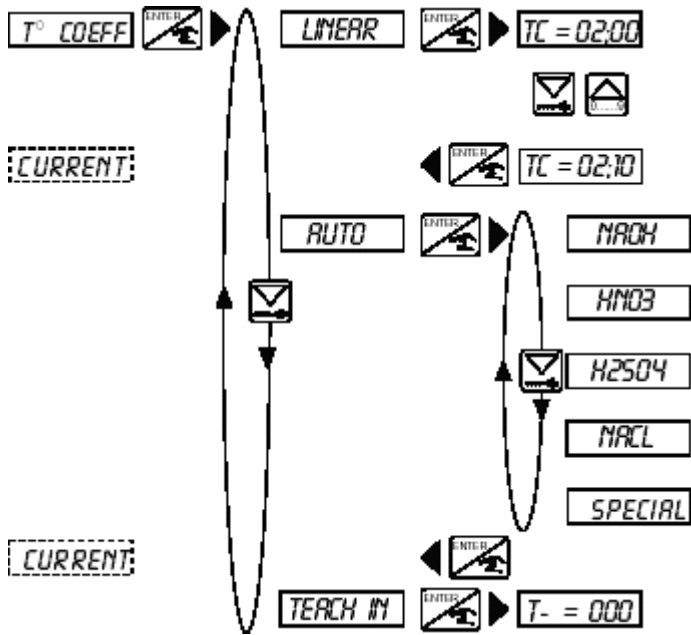 T° COEFF ENTER LINEAR ENTER TC = 02;00
0.....9
CURRENT ENTER TC = 02;10
AUTO ENTER NAOH
HNO3
H2SO4
NACL
SPECIAL
CURRENT ENTER
TEACH IN ENTER T- = 000